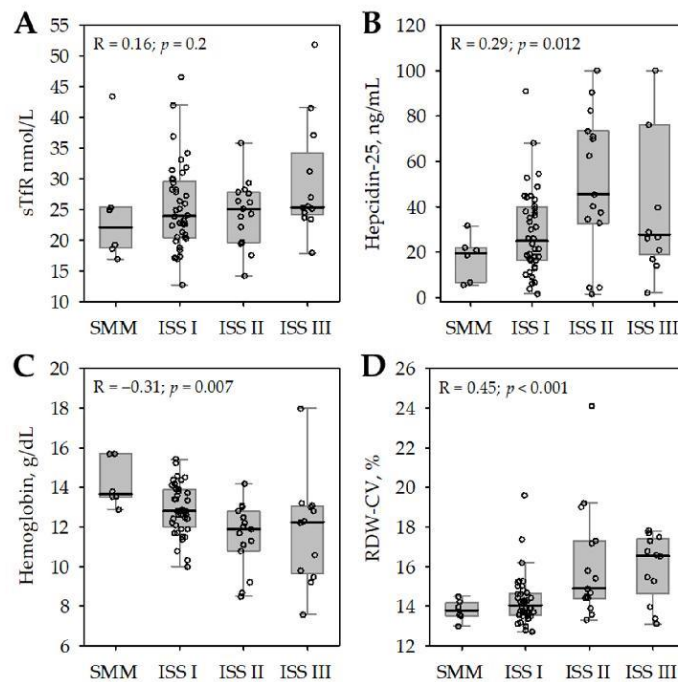 A
R = 0.16; p = 0.2
sTfR nmol/L
55
50
45
40
35
30
25
20
15
10
SMM ISS I ISS II ISS III
B
R = 0.29; p = 0.012
Hepcidin-25, ng/mL
120
100
80
60
40
20
0
SMM ISS I ISS II ISS III
C
R = −0.31; p = 0.007
Hemoglobin, g/dL
20
18
16
14
12
10
8
6
SMM ISS I ISS II ISS III
D
R = 0.45; p < 0.001
RDW-CV, %
26
24
22
20
18
16
14
12
SMM ISS I ISS II ISS III